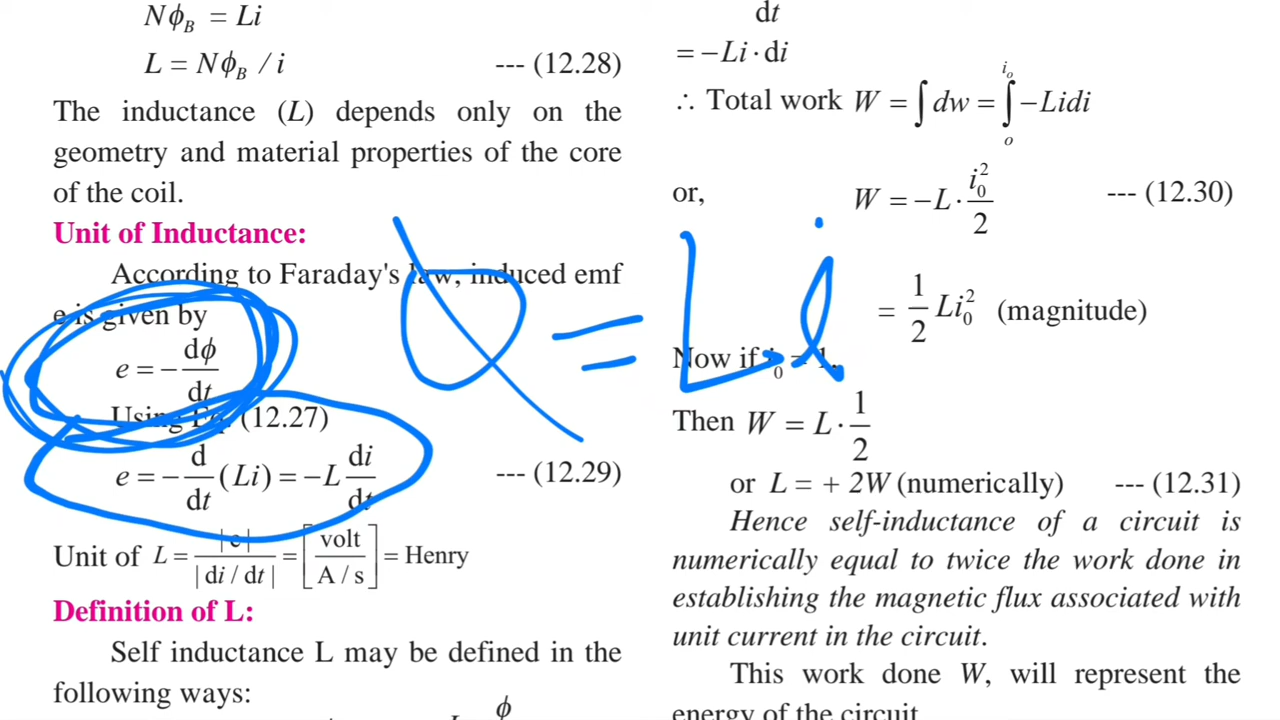 Nϕ_B = Li
L = Nϕ_B / i --- (12.28)
The inductance (L) depends only on the
geometry and material properties of the core
of the coil.
Unit of Inductance:
According to Faraday's law, induced emf
e is given by
e = − dϕ/dt
Using Eq. (12.27)
e = − d/dt (Li) = −L di/dt --- (12.29)
Unit of L = |e| / |di / dt| = [volt / A / s] = Henry
Definition of L:
Self inductance L may be defined in the
following ways:
ϕ
ϕ = Li
dt
= −Li · di
∴ Total work W = ∫ dw = ∫_o^{i_o} −Lidi
or, W = −L · i_0^2 / 2 --- (12.30)
= 1/2 Li_0^2 (magnitude)
Now if i_0 = 1,
Then W = L · 1/2
or L = + 2W (numerically) --- (12.31)
Hence self-inductance of a circuit is
numerically equal to twice the work done in
establishing the magnetic flux associated with
unit current in the circuit.
This work done W, will represent the
energy of the circuit